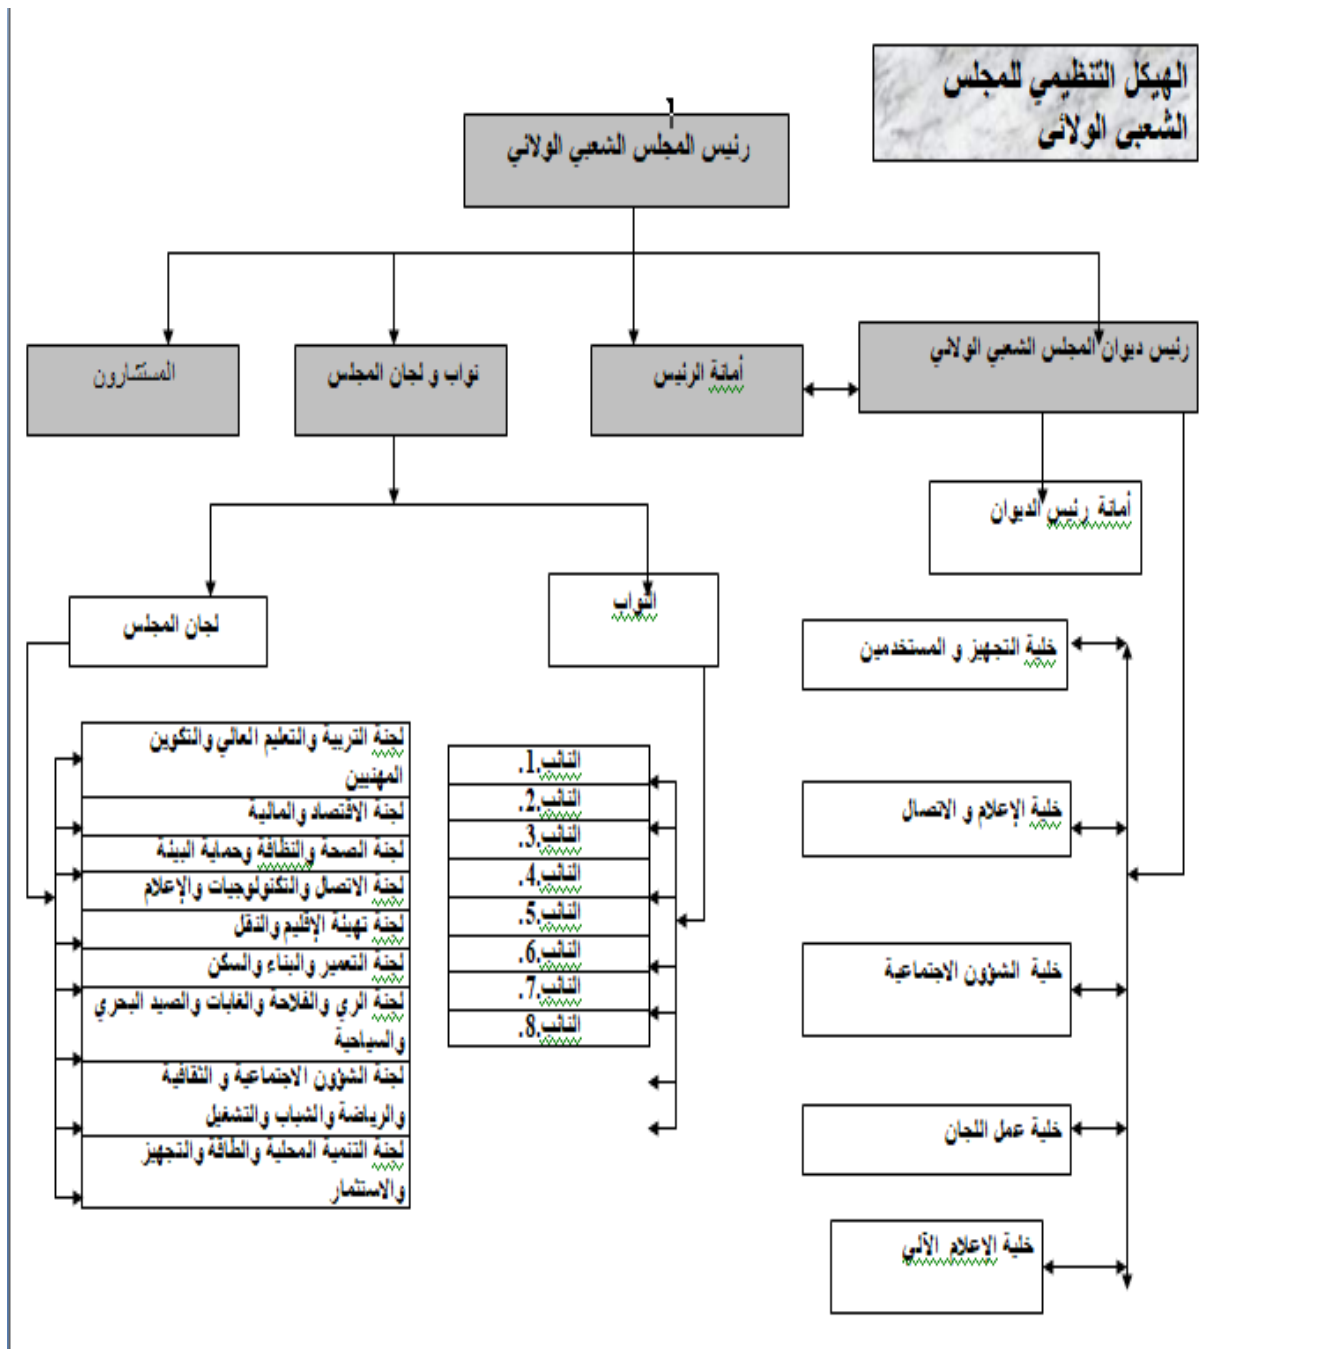 الهيكل التنظيمي للمجلس
الشعبي الولائي
رئيس المجلس الشعبي الولائي
رئيس ديوان المجلس الشعبي الولائي
أمانة الرئيس
نواب و لجان المجلس
المستشارون
أمانة رئيس الديوان
النواب
لجان المجلس
خلية التجهيز و المستخدمين
خلية الإعلام و الاتصال
خلية الشؤون الاجتماعية
خلية عمل اللجان
خلية الإعلام الآلي
النائب.1.
النائب.2.
النائب.3.
النائب.4.
النائب.5.
النائب.6.
النائب.7.
النائب.8.
لجنة التربية والتعليم العالي والتكوين
المهنيين
لجنة الاقتصاد والمالية
لجنة الصحة والنظافة وحماية البيئة
لجنة الاتصال والتكنولوجيات والإعلام
لجنة تهيئة الإقليم والنقل
لجنة التعمير والبناء والسكن
لجنة الري والفلاحة والغابات والصيد البحري
والسياحية
لجنة الشؤون الاجتماعية و الثقافية
والرياضة والشباب والتشغيل
لجنة التنمية المحلية والطاقة والتجهيز
والاستثمار